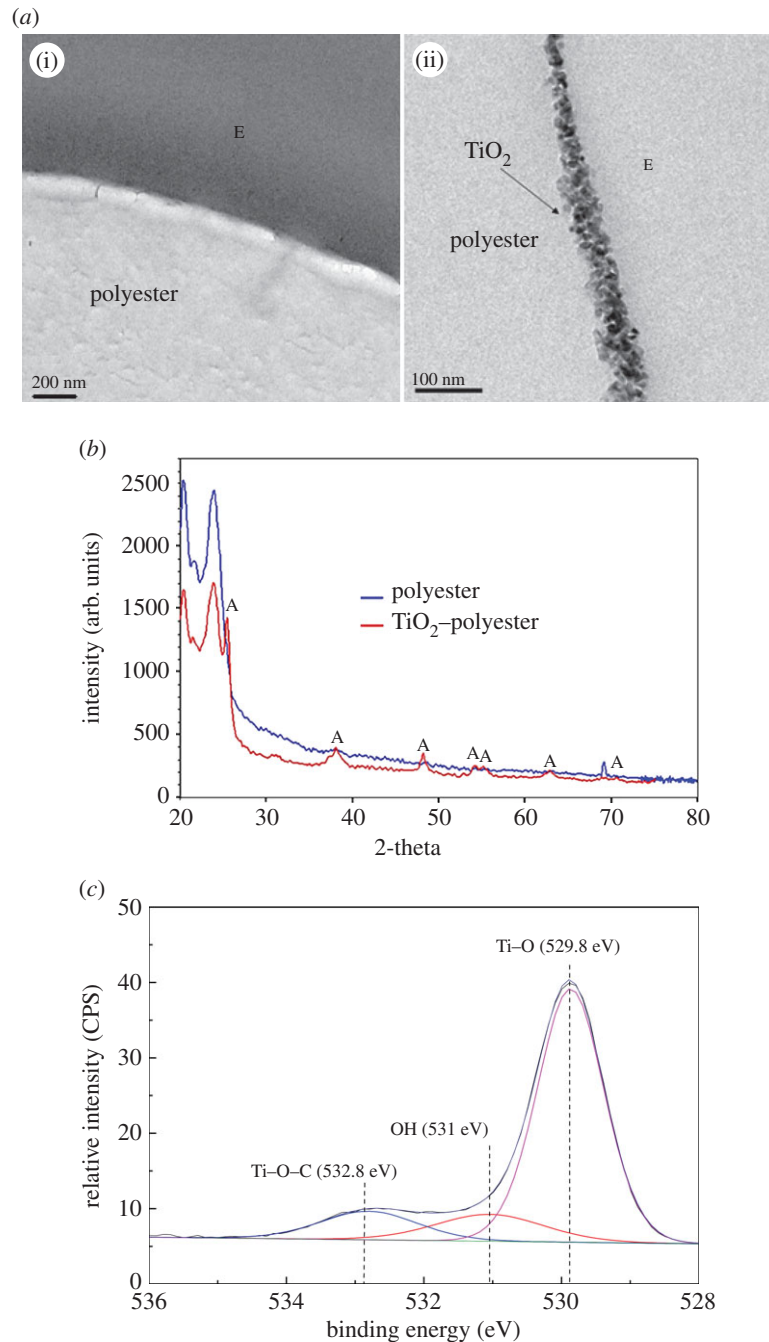 (a)
(i)
E
polyester
200 nm
(ii)
TiO2
E
polyester
100 nm
(b)
2500
2000
1500
1000
500
0
intensity (arb. units)
A
polyester
TiO2–polyester
A
A
A A
A
A
20
30
40
50
60
70
80
2-theta
(c)
50
40
30
20
10
0
relative intensity (CPS)
Ti–O (529.8 eV)
OH (531 eV)
Ti–O–C (532.8 eV)
536
534
532
530
528
binding energy (eV)